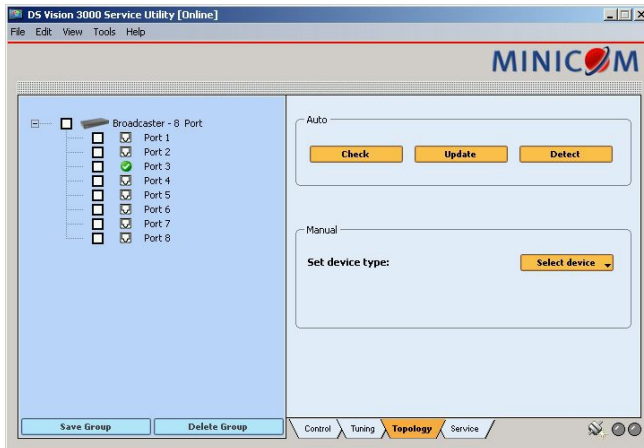 DS Vision 3000 Service Utility [Online]
File Edit View Tools Help
MINICOM
Broadcaster - 8 Port
Port 1
Port 2
Port 3
Port 4
Port 5
Port 6
Port 7
Port 8
Auto
Check Update Detect
Manual
Set device type: Select device
Save Group Delete Group
Control Tuning Topology Service